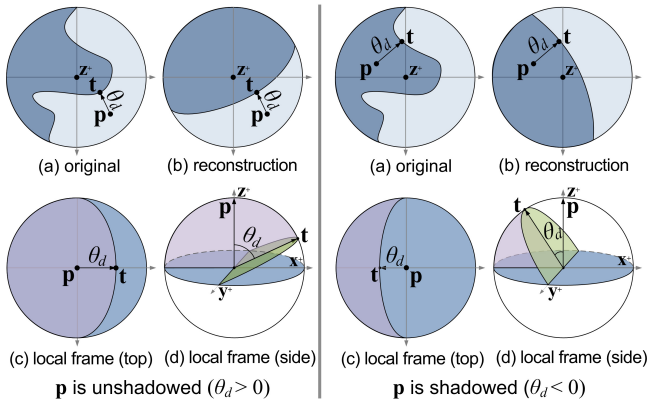 z+
t
θd
p
(a) original
z+
t
θd
p
(b) reconstruction
p
θd
t
(c) local frame (top)
z+
p
θd
t
x+
y+
(d) local frame (side)
p is unshadowed (θd > 0)
θd
t
p
z+
(a) original
θd
t
p
z+
(b) reconstruction
t
θd
p
(c) local frame (top)
z+
t
p
θd
x+
y+
(d) local frame (side)
p is shadowed (θd < 0)